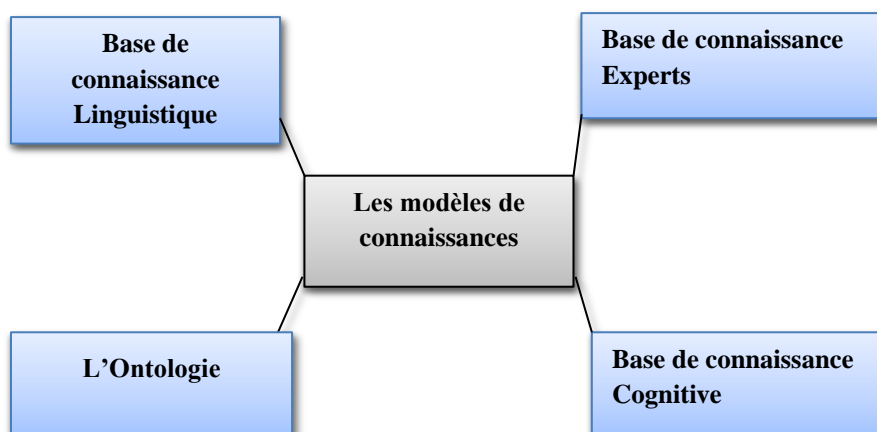 Base de
connaissance
Linguistique
Base de connaissance
Experts
Les modèles de
connaissances
L’Ontologie
Base de connaissance
Cognitive